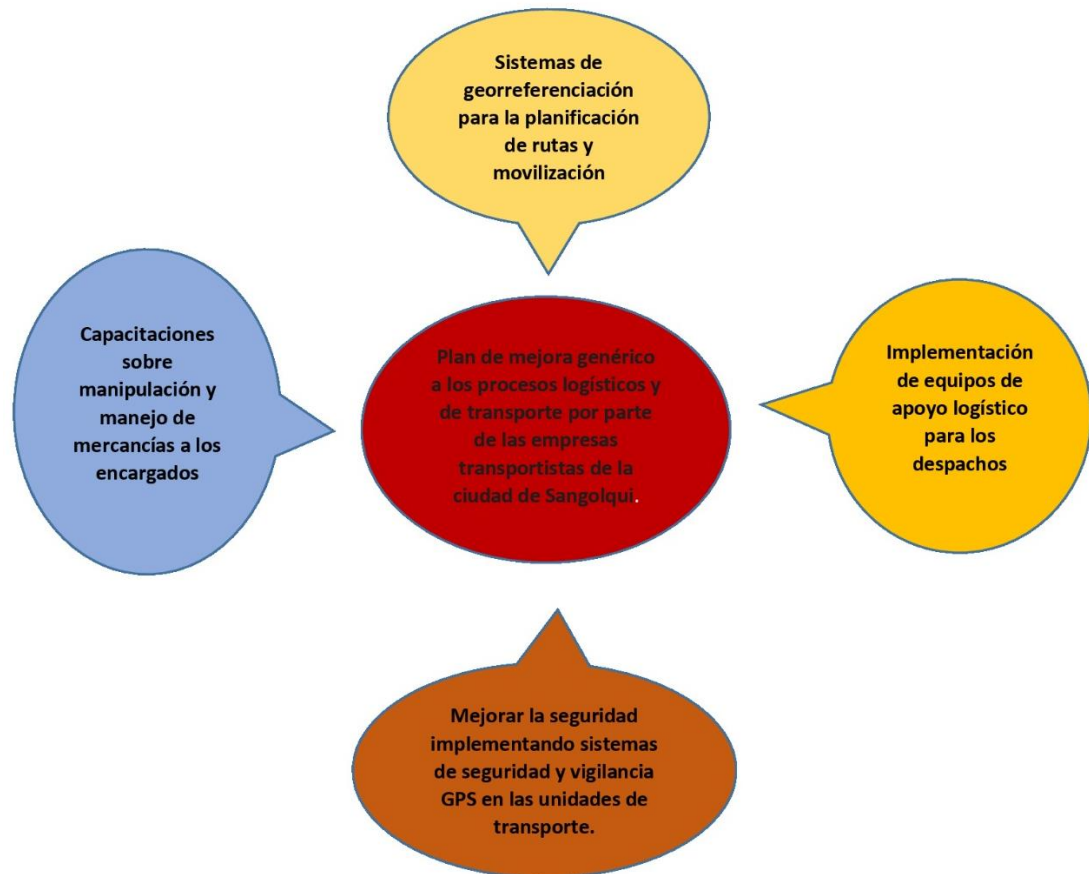 Sistemas de
georreferenciación
para la planificación
de rutas y
movilización
Capacitaciones
sobre
manipulación y
manejo de
mercancías a los
encargados
Plan de mejora genérico
a los procesos logísticos y
de transporte por parte
de las empresas
transportistas de la
ciudad de Sangolqui.
Implementación
de equipos de
apoyo logístico
para los
despachos
Mejorar la seguridad
implementando sistemas
de seguridad y vigilancia
GPS en las unidades de
transporte.